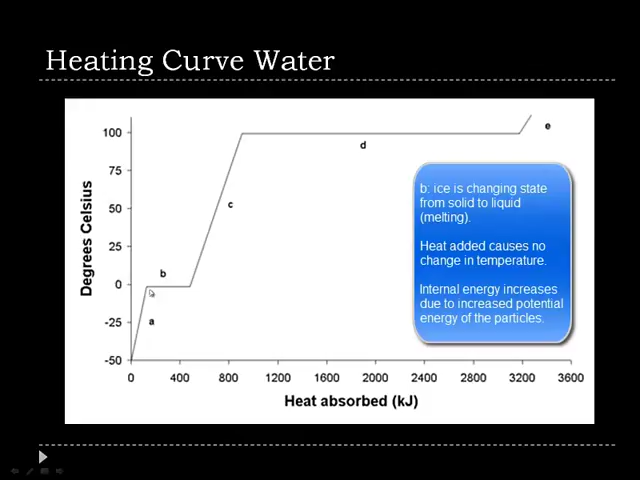 Heating Curve Water
100
75
50
25
0
-25
-50
Degrees Celsius
a
b
c
d
e
b: ice is changing state
from solid to liquid
(melting).
Heat added causes no
change in temperature.
Internal energy increases
due to increased potential
energy of the particles.
0 400 800 1200 1600 2000 2400 2800 3200 3600
Heat absorbed (kJ)